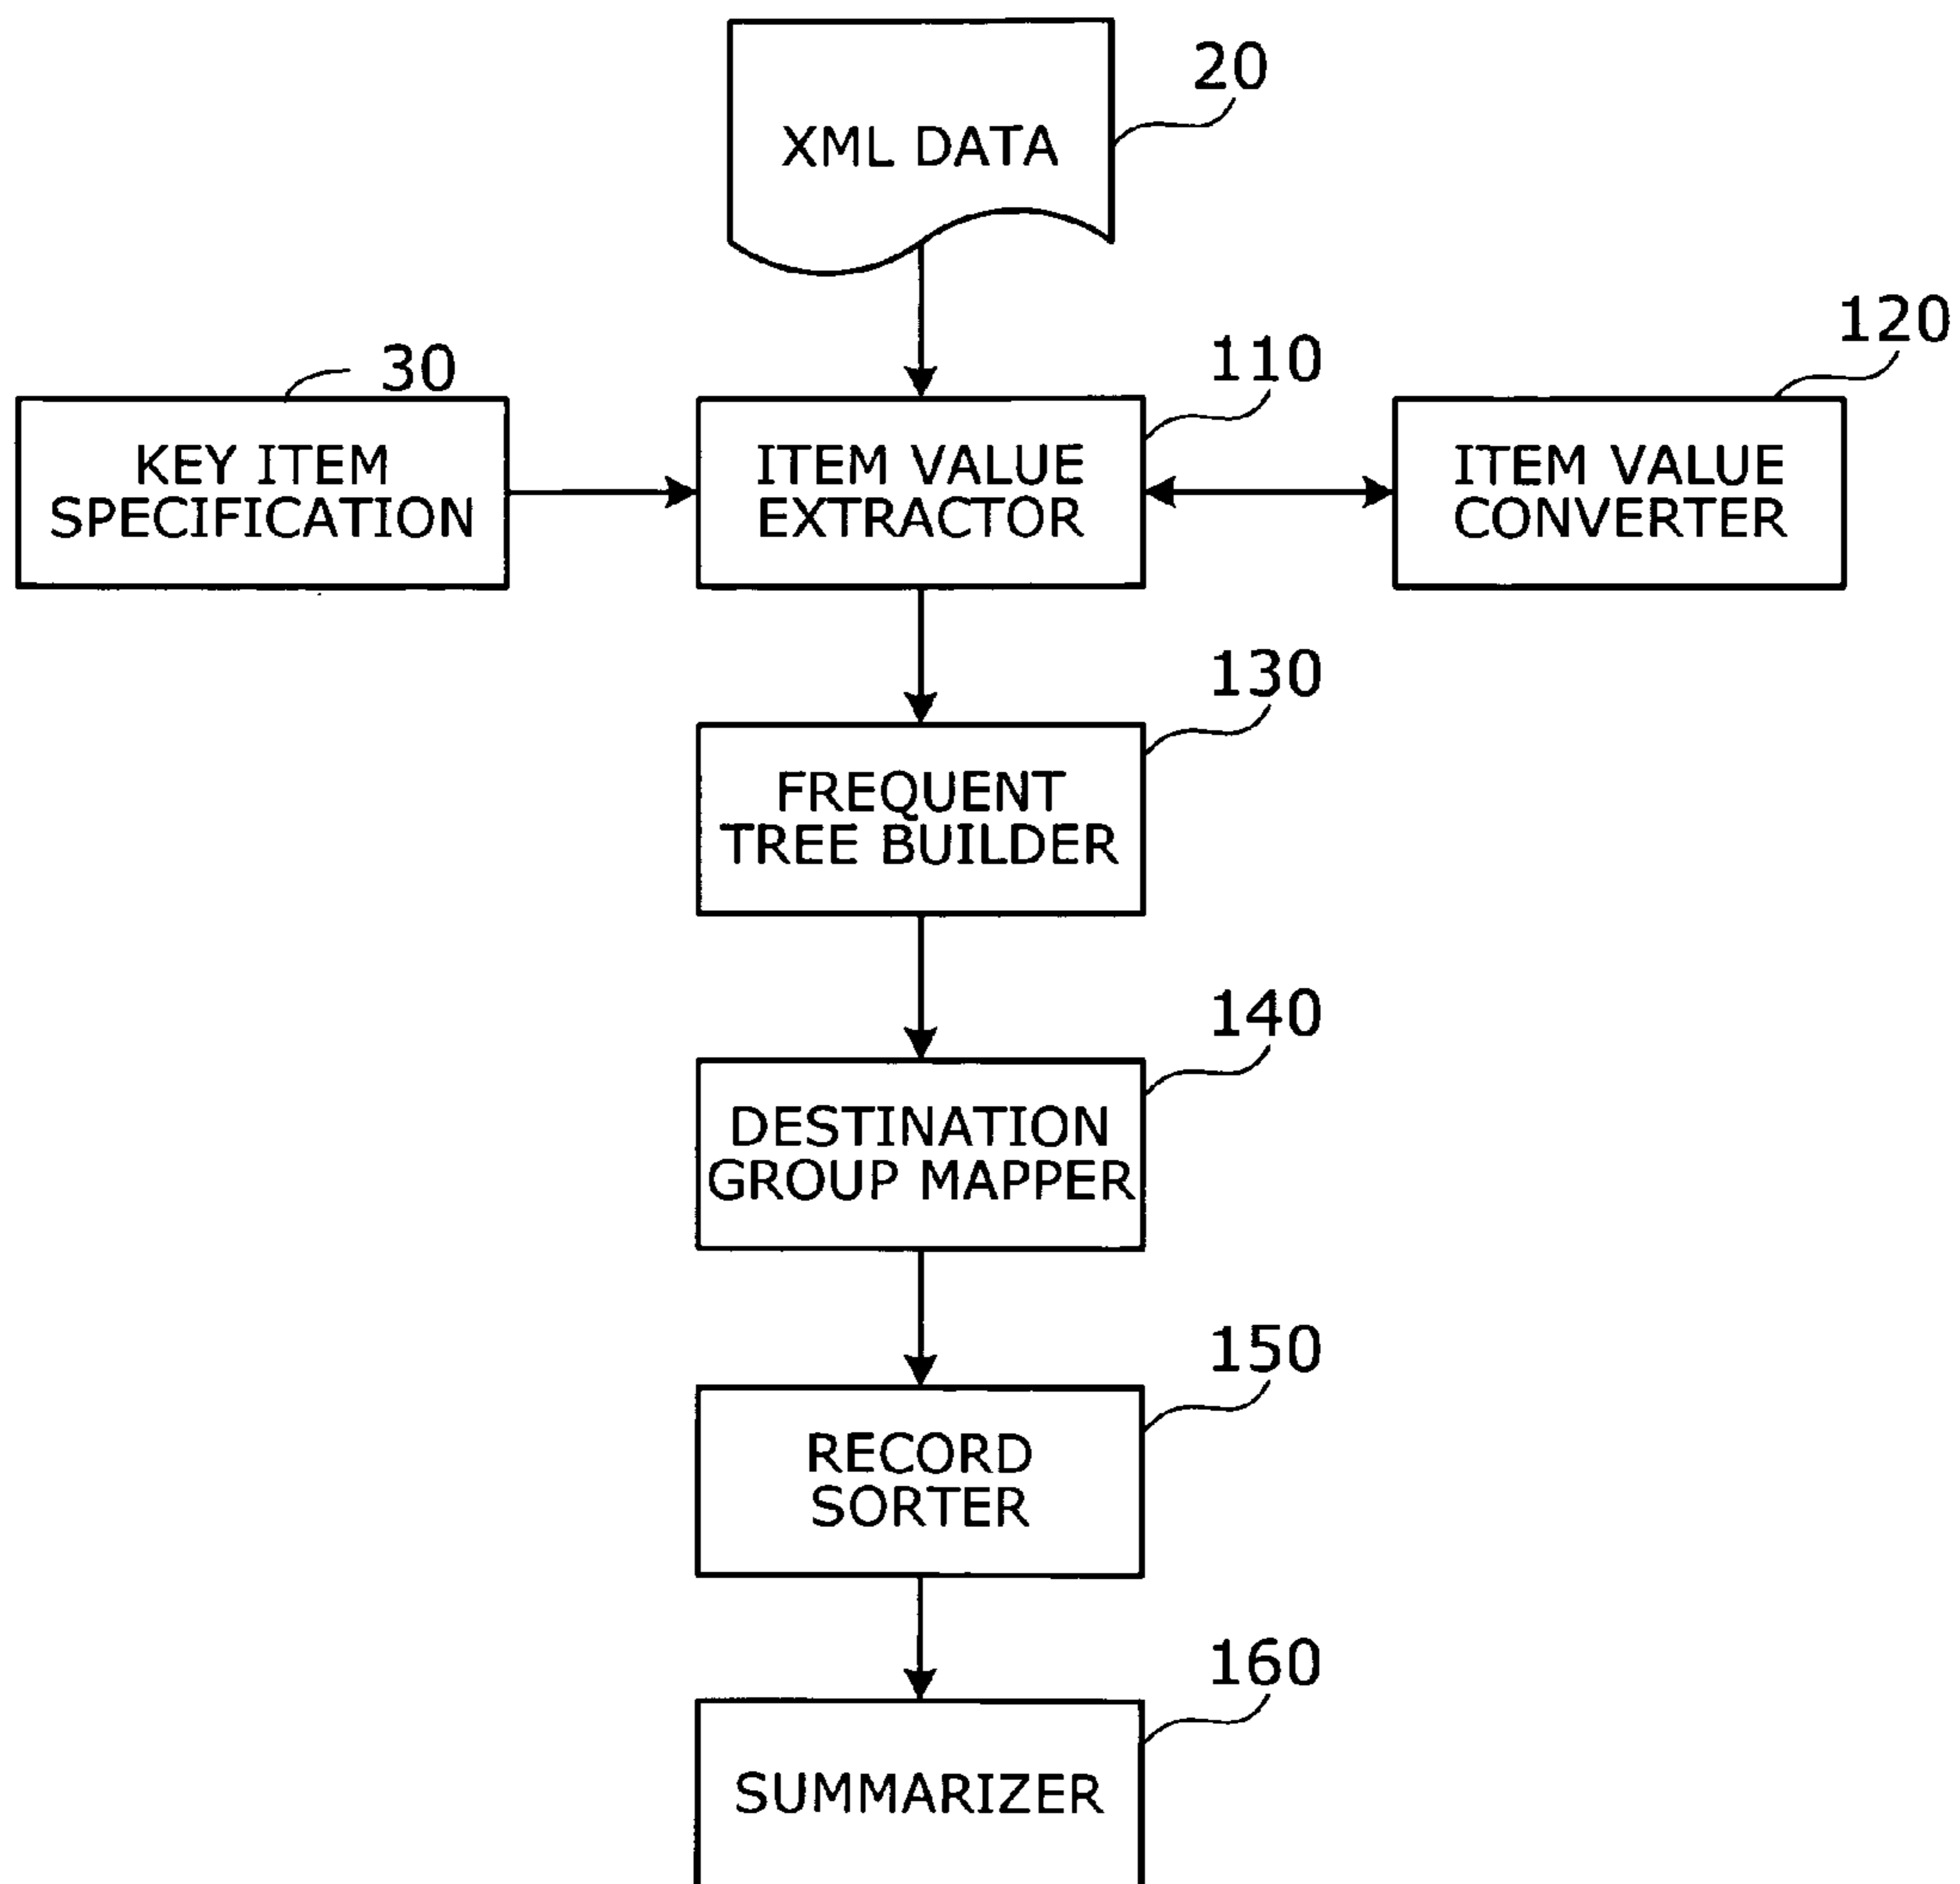 20
XML DATA
30
110
120
KEY ITEM
SPECIFICATION
ITEM VALUE
EXTRACTOR
ITEM VALUE
CONVERTER
130
FREQUENT
TREE BUILDER
140
DESTINATION
GROUP MAPPER
150
RECORD
SORTER
160
SUMMARIZER